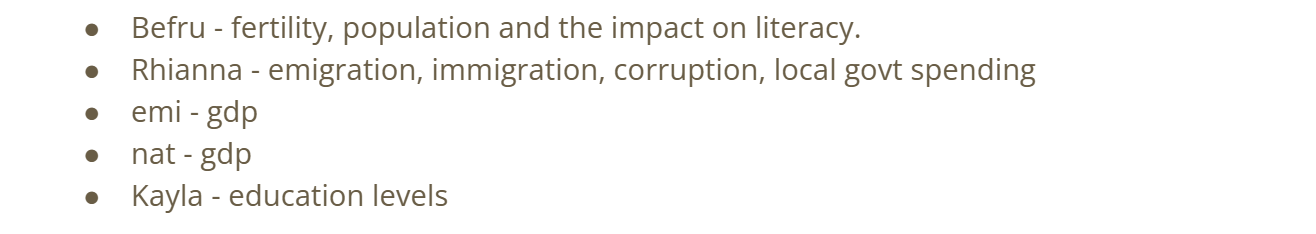 ● Befru - fertility, population and the impact on literacy.
● Rhianna - emigration, immigration, corruption, local govt spending
● emi - gdp
● nat - gdp
● Kayla - education levels